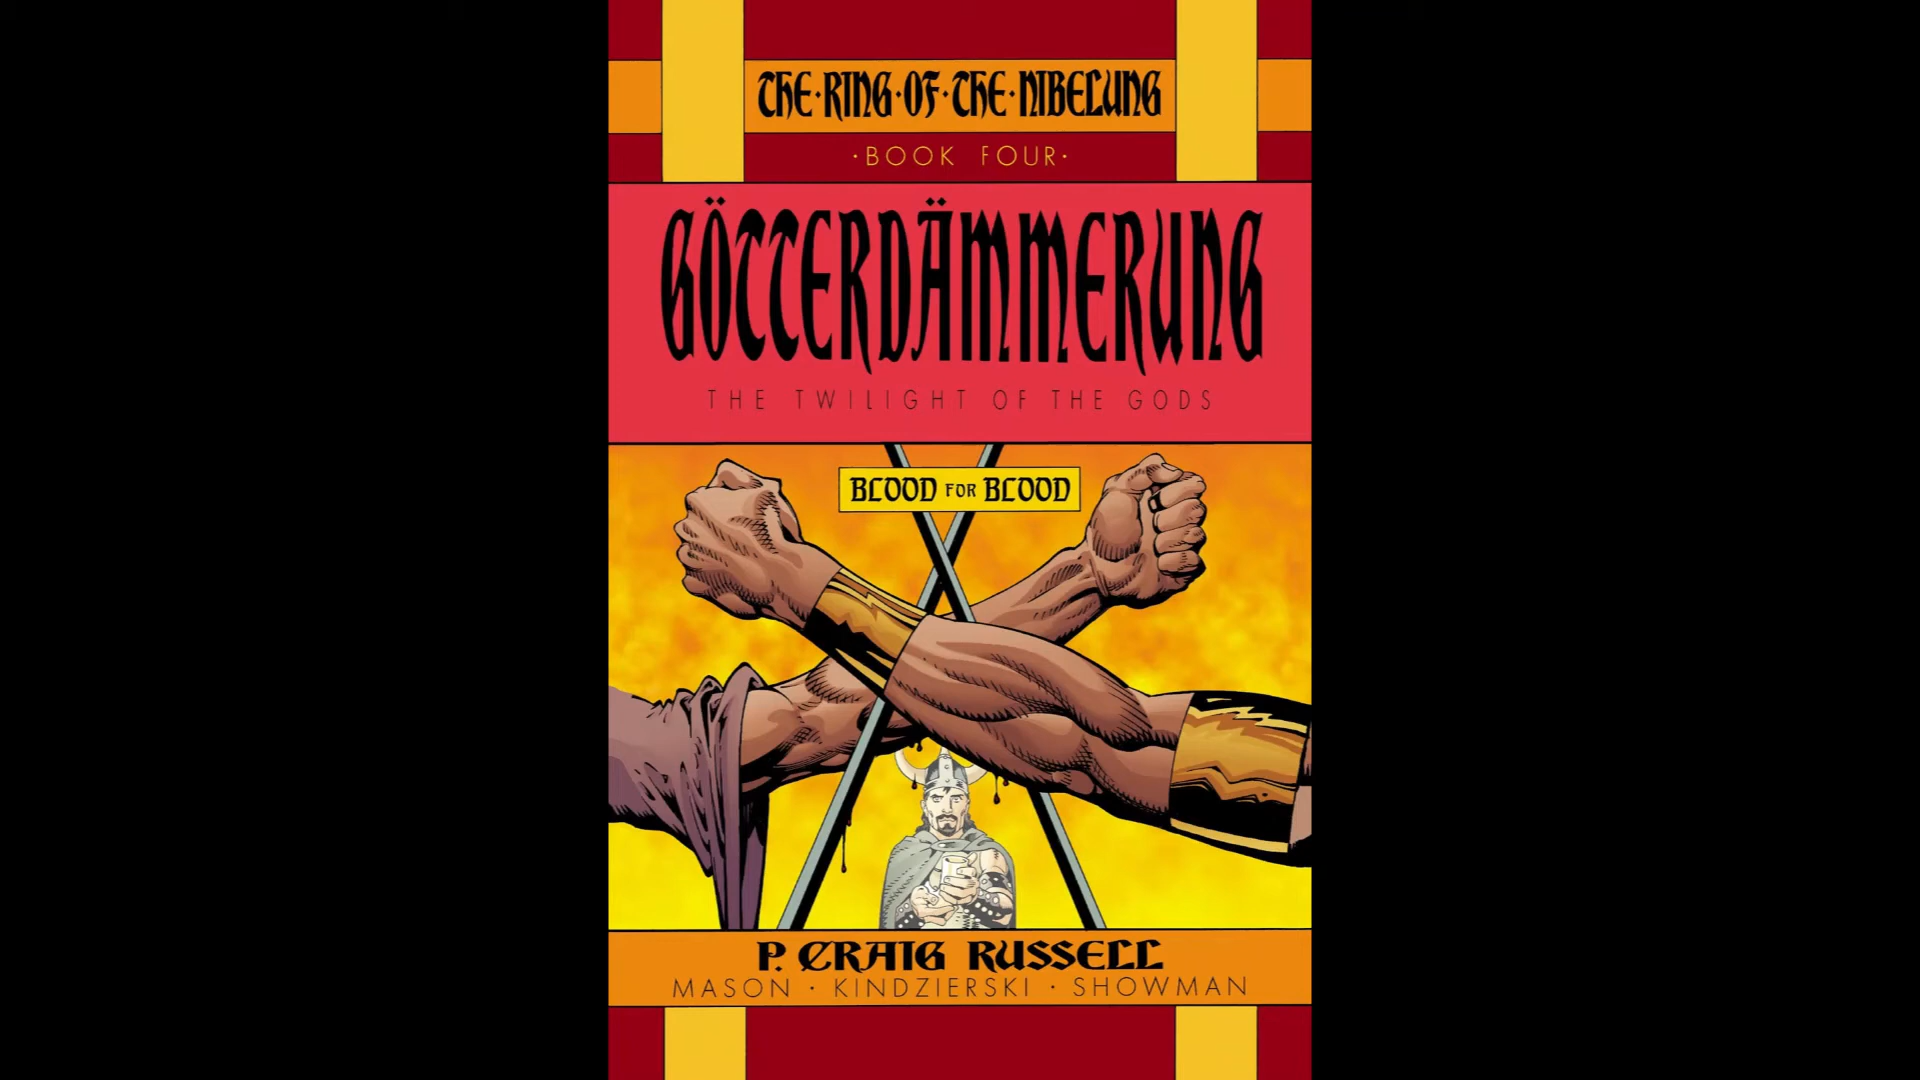 THE·RING·OF·THE·NIBELUNG
·BOOK FOUR·
GÖTTERDÄMMERUNG
THE TWILIGHT OF THE GODS
BLOOD FOR BLOOD
P. CRAIG RUSSELL
MASON · KINDZIERSKI · SHOWMAN